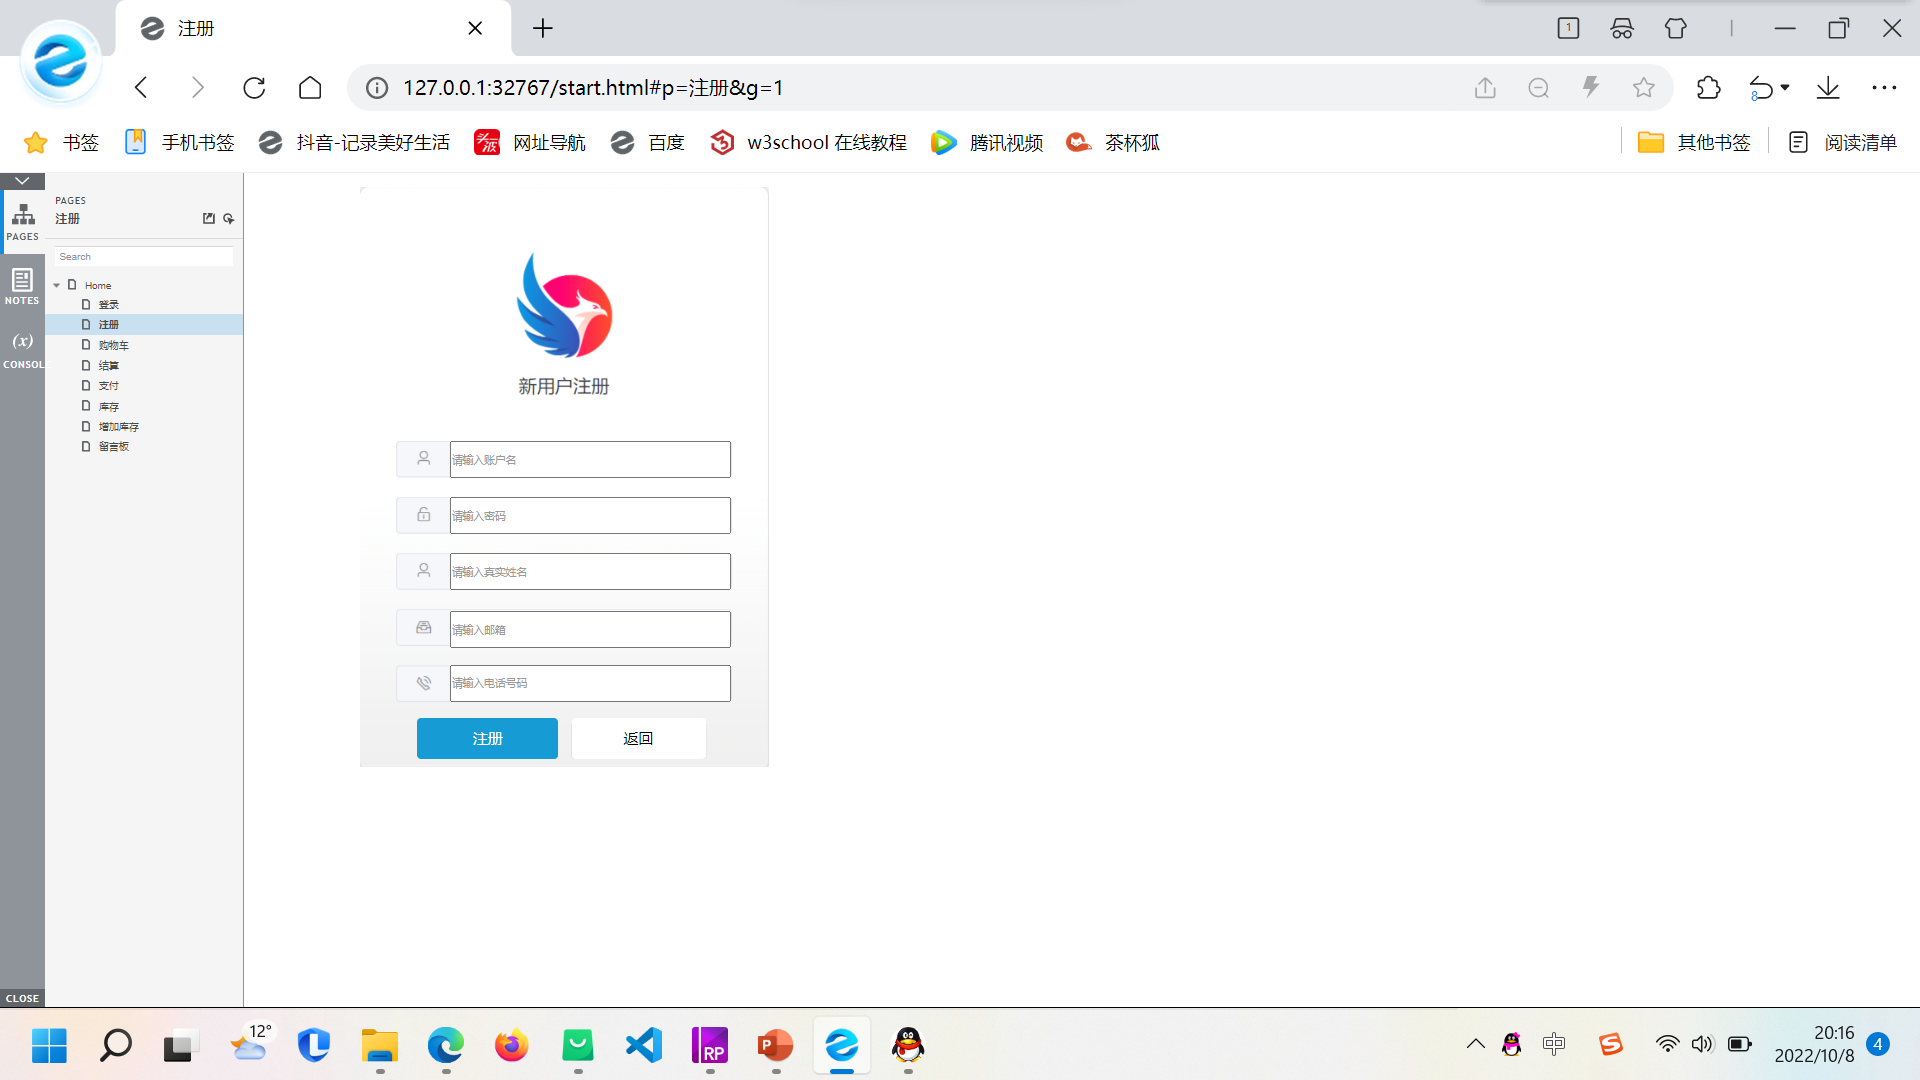 注册
1
127.0.0.1:32767/start.html#p=注册&g=1
8
书签
手机书签
抖音-记录美好生活
网址导航
百度
w3school 在线教程
腾讯视频
茶杯狐
其他书签
阅读清单
PAGES
NOTES
(x)
CONSOL
CLOSE
PAGES
注册
Search
Home
登录
注册
购物车
结算
支付
库存
增加库存
留言板
新用户注册
请输入账户名
请输入密码
请输入真实姓名
请输入邮箱
请输入电话号码
注册
返回
12°
RP
P
中
20:16
2022/10/8
4